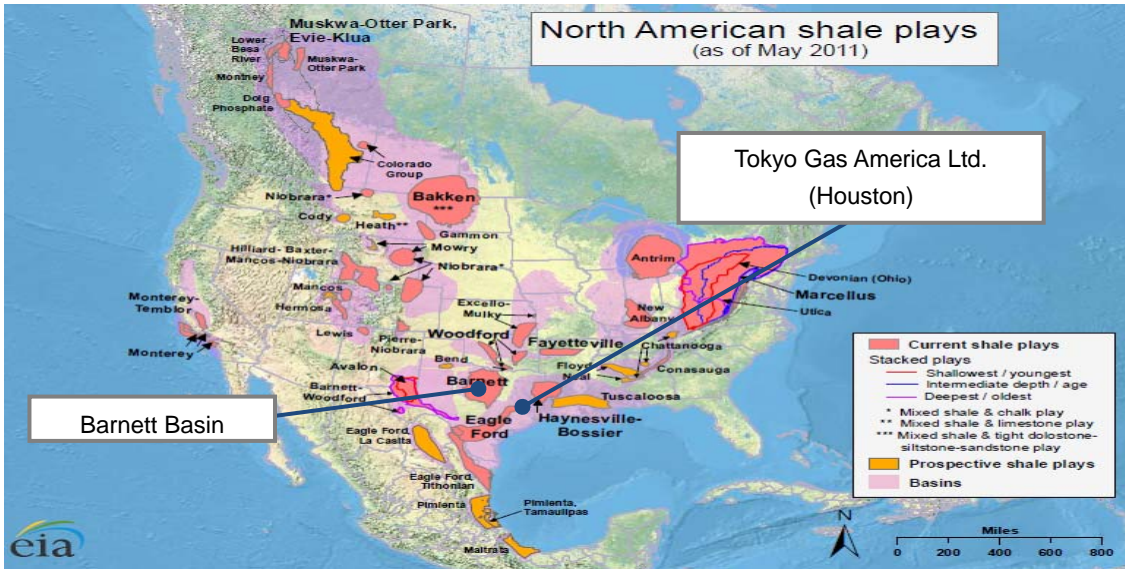 North American shale plays
(as of May 2011)
Muskwa-Otter Park,
Evie-Klua
Lower
Besa
River
Muskwa-
Otter Park
Montney
Doig
Phosphate
Colorado
Group
Tokyo Gas America Ltd.
(Houston)
Niobrara*
Bakken
***
Cody
Heath**
Gammon
Mowry
Hilliard- Baxter-
Mancos-Niobrara
Niobrara*
Antrim
Devonian (Ohio)
Marcellus
Utica
Mancos
Hermosa
Monterey-
Temblor
Monterey
Excello-
Mulky
New
Albany
Lewis
Pierre-
Niobrara
Woodford
Fayetteville
Bend
Chattanooga
Floyd-
Neal
Conasauga
Avalon
Barnett
Tuscaloosa
Barnett-
Woodford
Haynesville-
Bossier
Eagle
Ford
Barnett Basin
Eagle Ford,
La Casita
Eagle Ford,
Tithonian
Pimienta
Pimienta,
Tamaulipas
Maltrata
Current shale plays
Stacked plays
Shallowest / youngest
Intermediate depth / age
Deepest / oldest
* Mixed shale & chalk play
** Mixed shale & limestone play
*** Mixed shale & tight dolostone-
siltstone-sandstone play
Prospective shale plays
Basins
N
Miles
0 200 400 600 800
eia